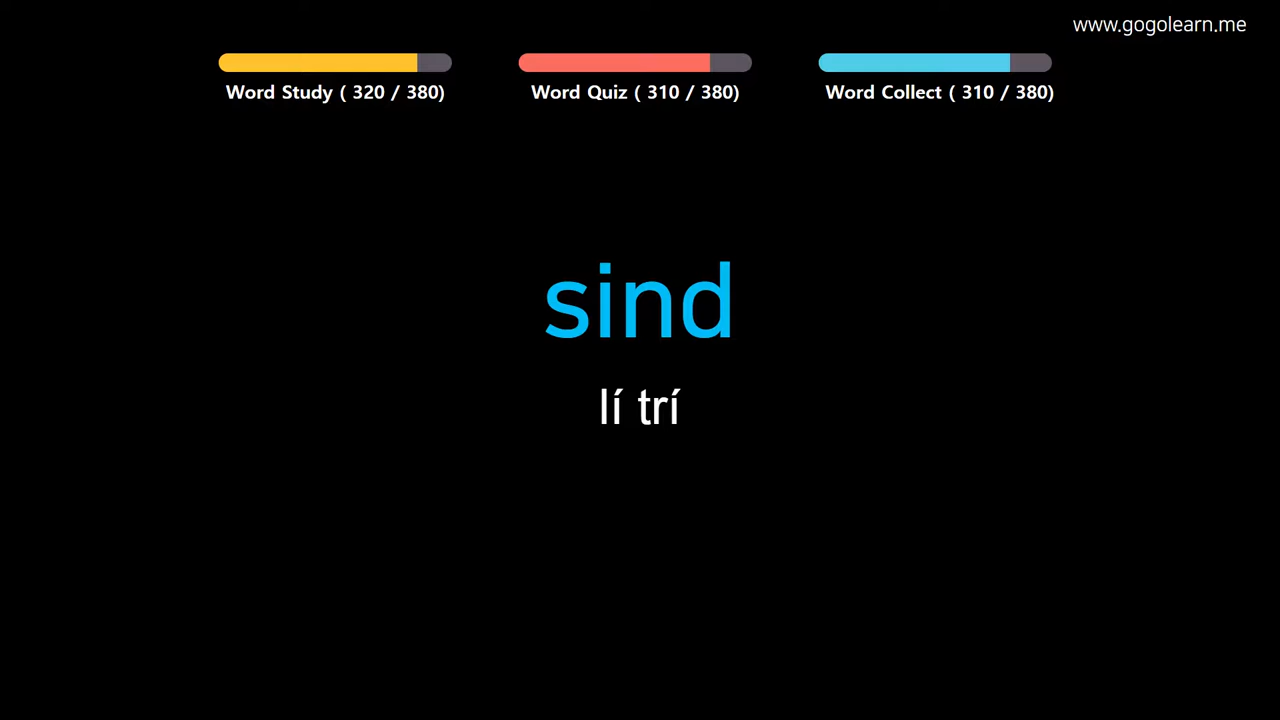 www.gogolearn.me
Word Study ( 320 / 380)
Word Quiz ( 310 / 380)
Word Collect ( 310 / 380)
sind
lí trí